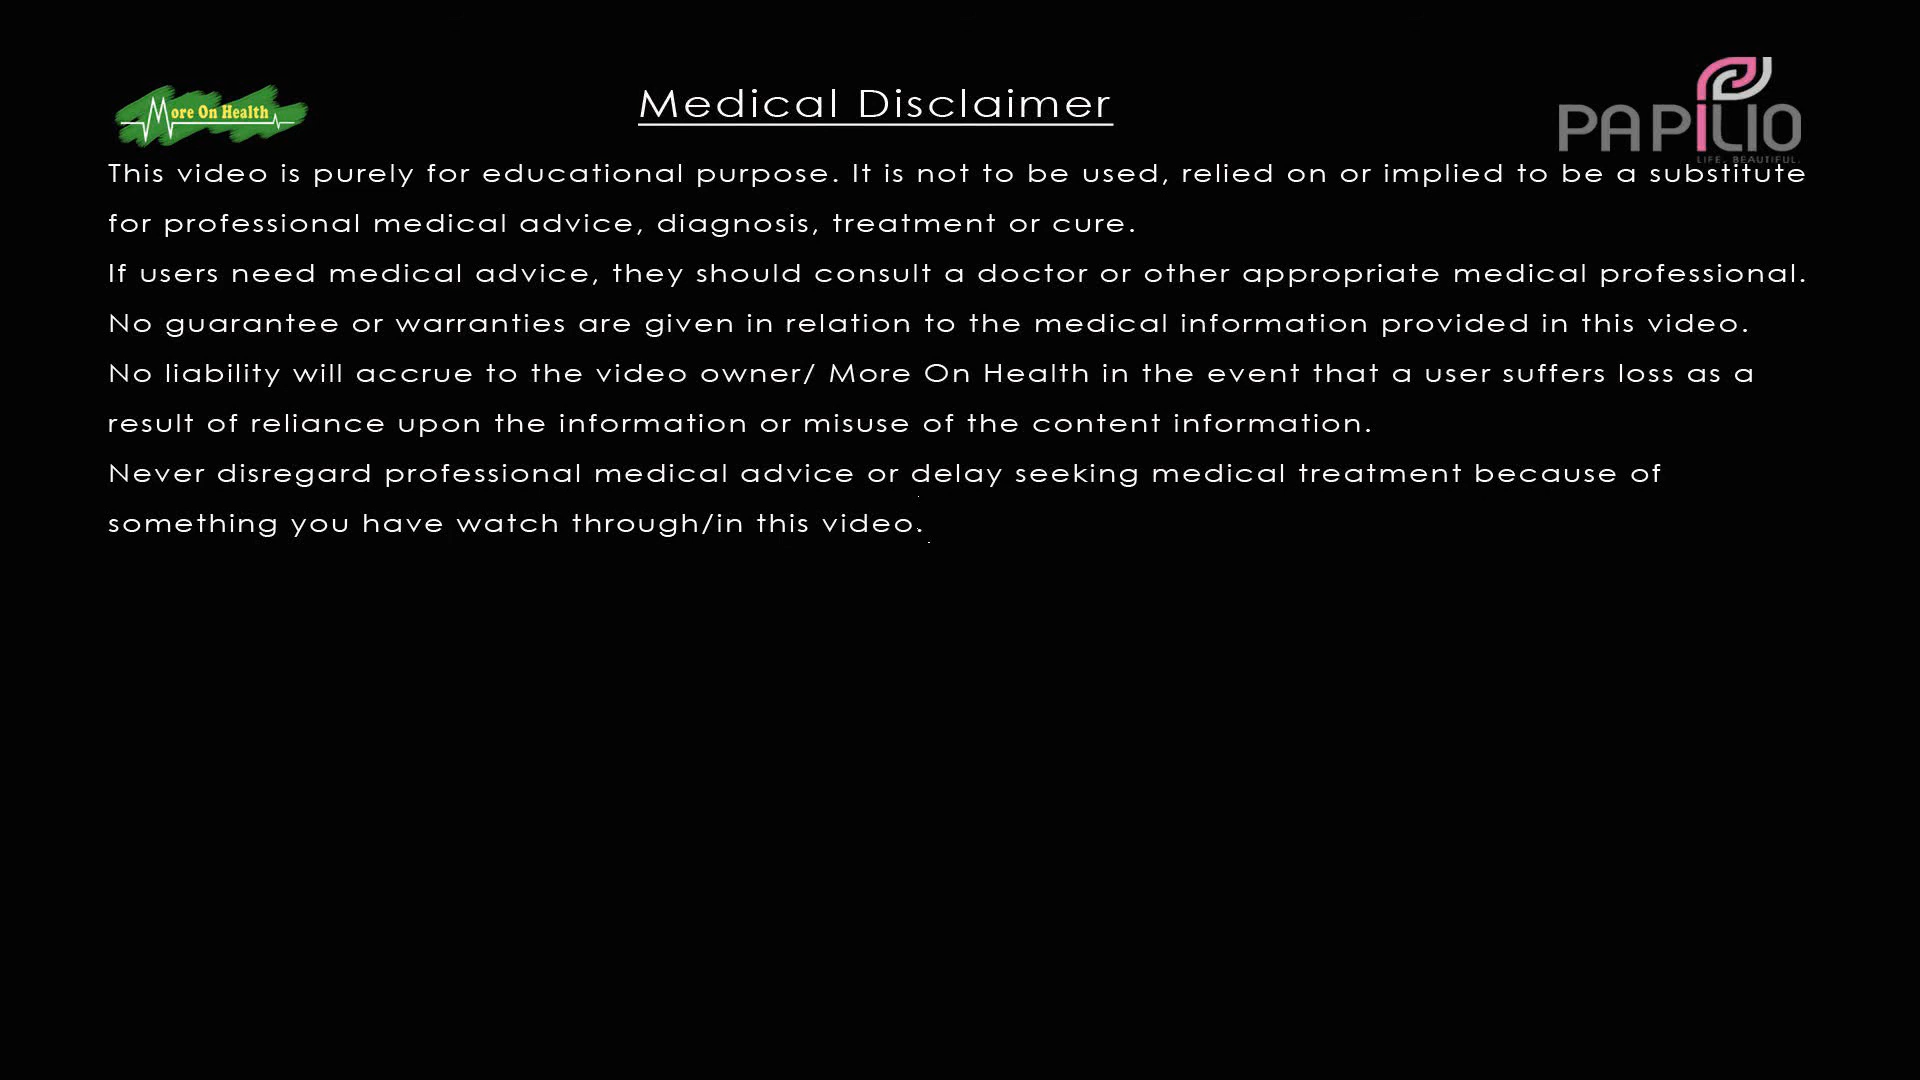 More On Health
Medical Disclaimer
PAPILIO
LIFE. BEAUTIFUL.
This video is purely for educational purpose. It is not to be used, relied on or implied to be a substitute
for professional medical advice, diagnosis, treatment or cure.
If users need medical advice, they should consult a doctor or other appropriate medical professional.
No guarantee or warranties are given in relation to the medical information provided in this video.
No liability will accrue to the video owner/ More On Health in the event that a user suffers loss as a
result of reliance upon the information or misuse of the content information.
Never disregard professional medical advice or delay seeking medical treatment because of
something you have watch through/in this video.